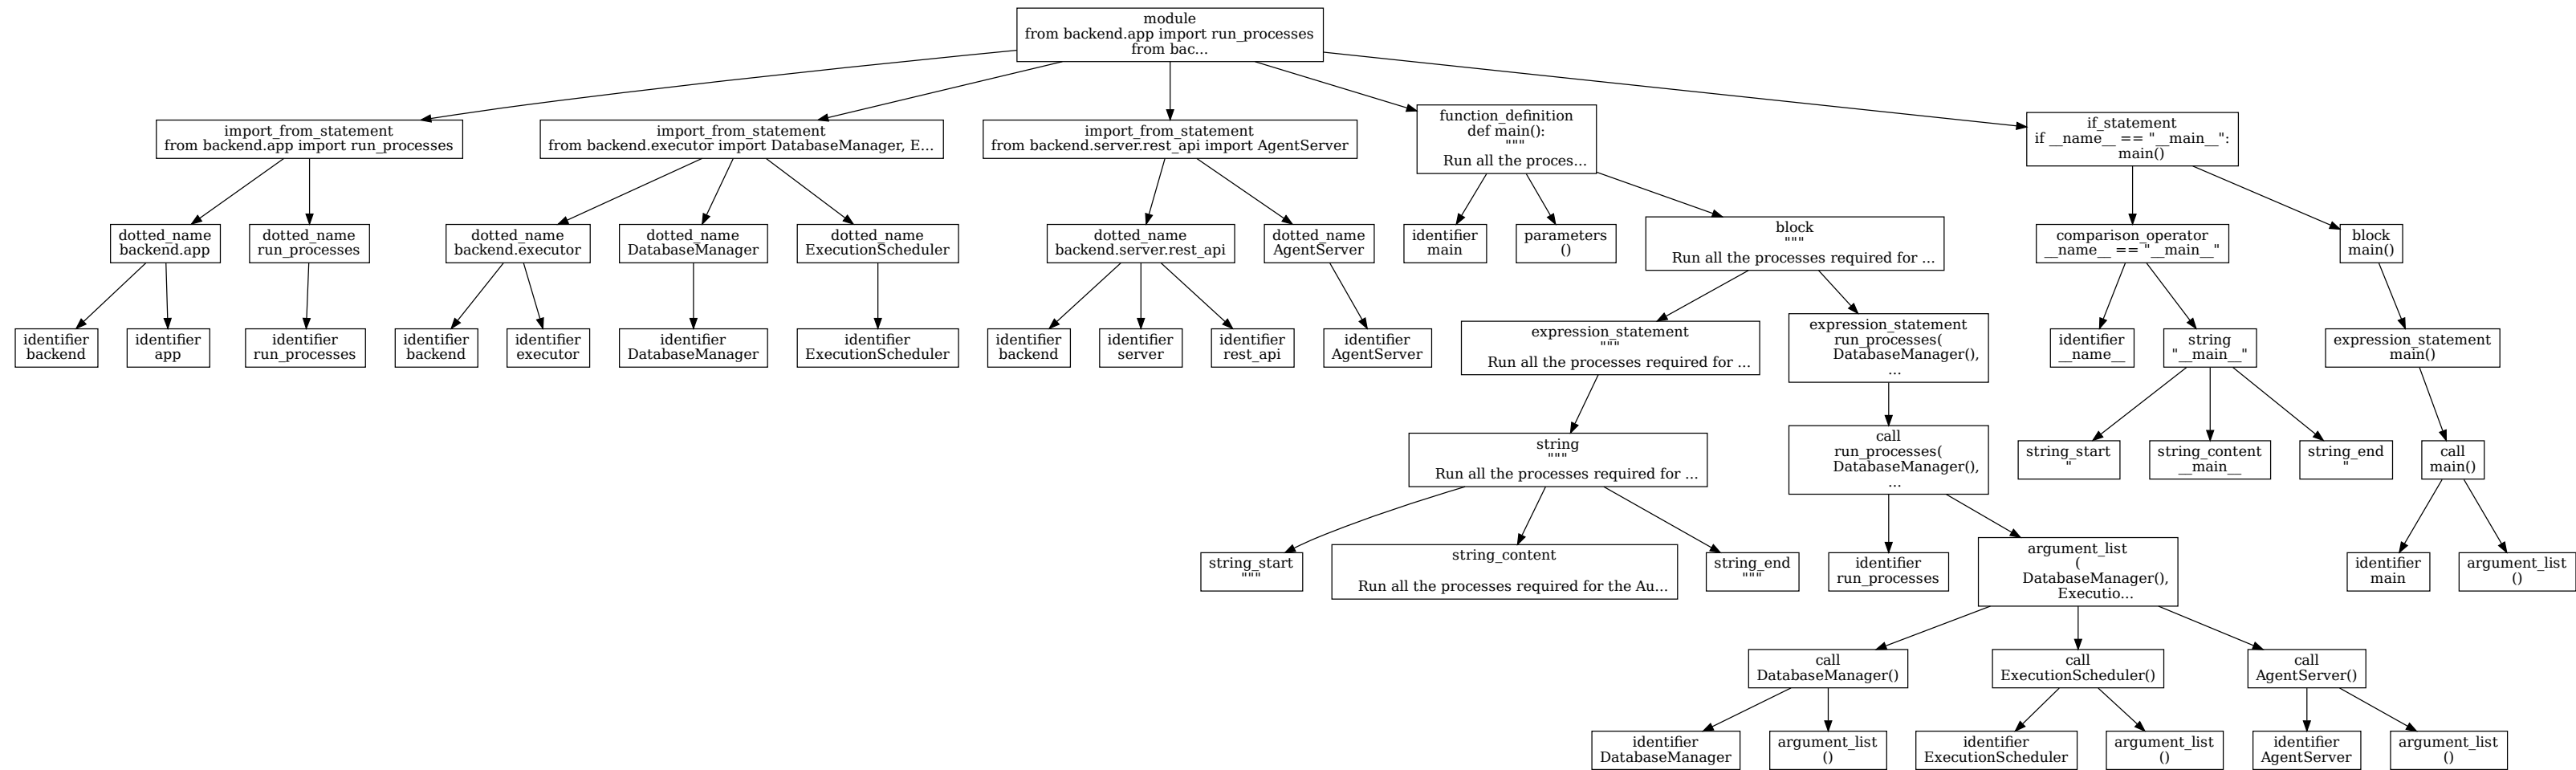 module
from backend.app import run_processes
from bac...
import_from_statement
from backend.app import run_processes
import_from_statement
from backend.executor import DatabaseManager, E...
import_from_statement
from backend.server.rest_api import AgentServer
function_definition
def main():
"""
Run all the proces...
if_statement
if __name__ == "__main__":
main()
dotted_name
backend.app
dotted_name
run_processes
dotted_name
backend.executor
dotted_name
DatabaseManager
dotted_name
ExecutionScheduler
dotted_name
backend.server.rest_api
dotted_name
AgentServer
identifier
main
parameters
()
block
"""
Run all the processes required for ...
comparison_operator
__name__ == "__main__"
block
main()
identifier
backend
identifier
app
identifier
run_processes
identifier
backend
identifier
executor
identifier
DatabaseManager
identifier
ExecutionScheduler
identifier
backend
identifier
server
identifier
rest_api
identifier
AgentServer
expression_statement
"""
Run all the processes required for ...
expression_statement
run_processes(
DatabaseManager(),
...
identifier
__name__
string
"__main__"
expression_statement
main()
string
"""
Run all the processes required for ...
call
run_processes(
DatabaseManager(),
...
string_start
"
string_content
__main__
string_end
"
call
main()
string_start
"""
string_content
Run all the processes required for the Au...
string_end
"""
identifier
run_processes
argument_list
(
DatabaseManager(),
Executio...
identifier
main
argument_list
()
call
DatabaseManager()
call
ExecutionScheduler()
call
AgentServer()
identifier
DatabaseManager
argument_list
()
identifier
ExecutionScheduler
argument_list
()
identifier
AgentServer
argument_list
()